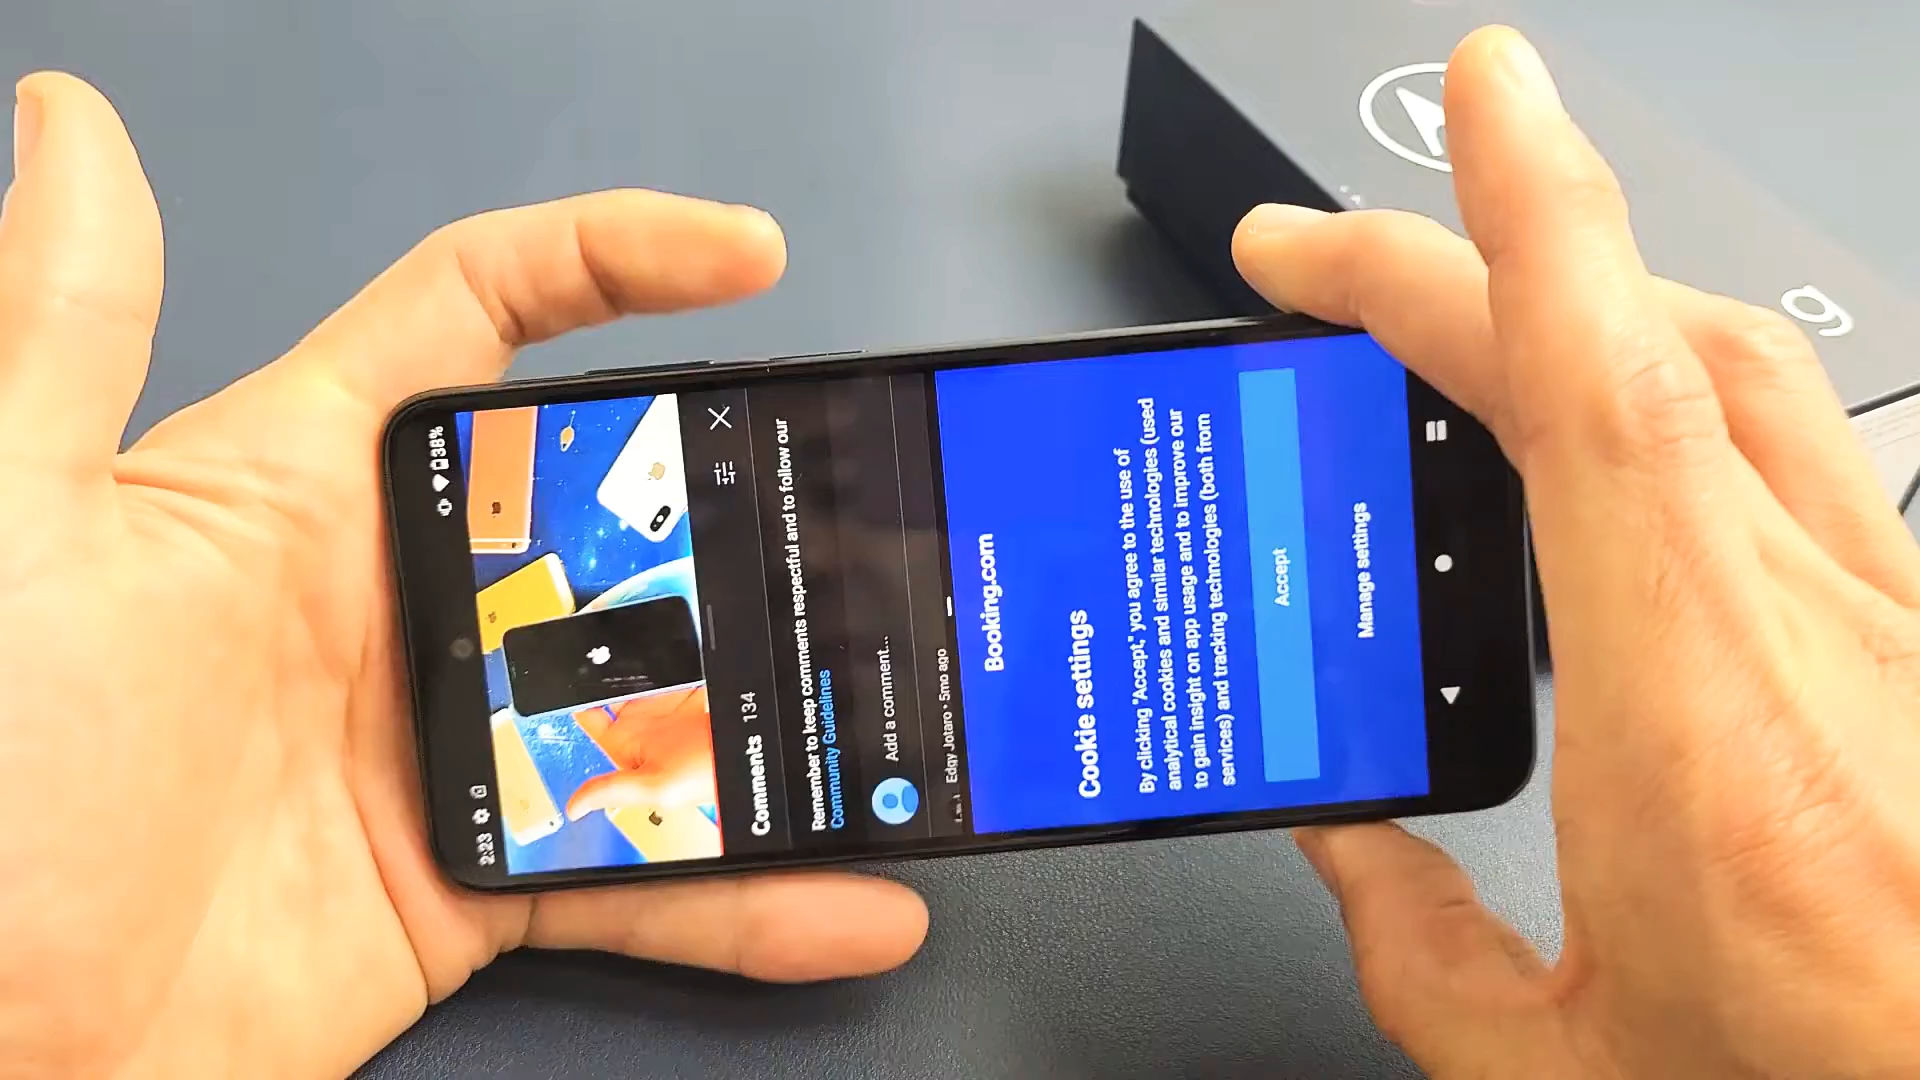 2:23
38%
Comments 134
Remember to keep comments respectful and to follow our
Community Guidelines
Add a comment...
Edgy Jotaro • 5mo ago
Booking.com
Cookie settings
By clicking "Accept," you agree to the use of
analytical cookies and similar technologies (used
to gain insight on app usage and to improve our
services) and tracking technologies (both from
Accept
Manage settings
g